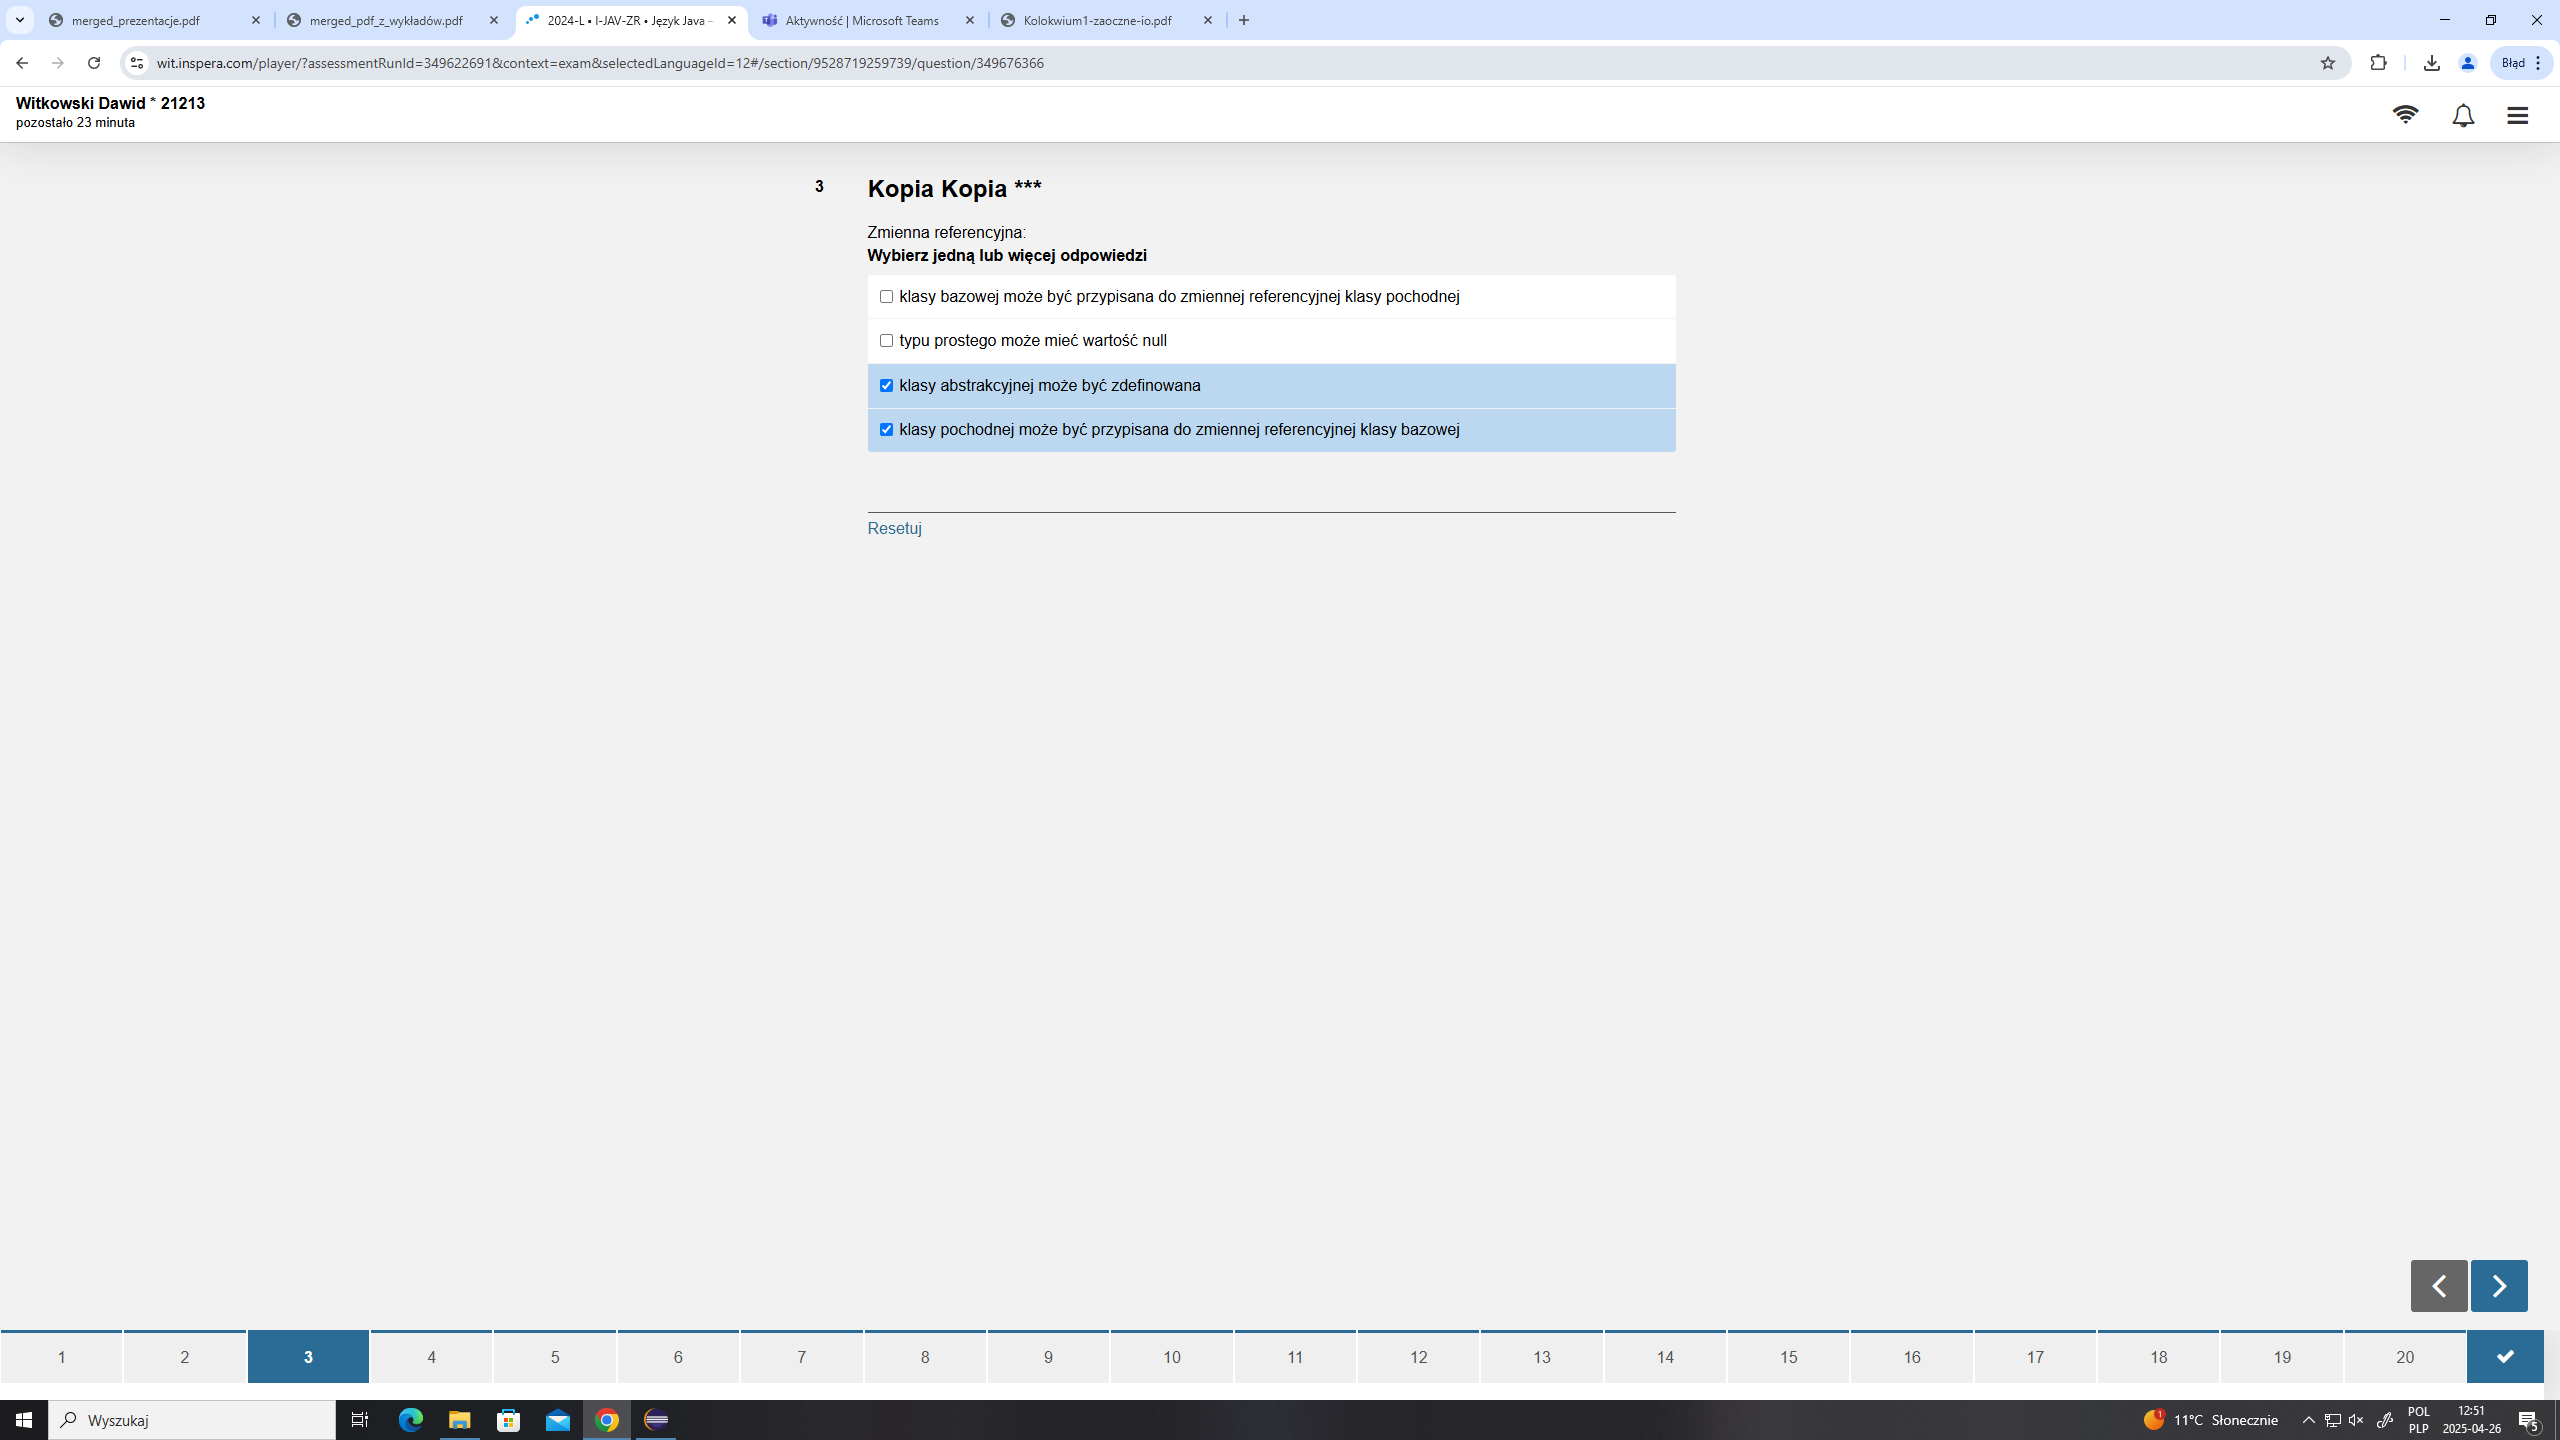 merged_prezentacje.pdf
merged_pdf_z_wykładów.pdf
2024-L • I-JAV-ZR • Język Java –
Aktywność | Microsoft Teams
Kolokwium1-zaoczne-io.pdf
wit.inspera.com/player/?assessmentRunId=349622691&context=exam&selectedLanguageId=12#/section/9528719259739/question/349676366
Błąd
Witkowski Dawid * 21213
pozostało 23 minuta
3
Kopia Kopia ***
Zmienna referencyjna:
Wybierz jedną lub więcej odpowiedzi
klasy bazowej może być przypisana do zmiennej referencyjnej klasy pochodnej
typu prostego może mieć wartość null
klasy abstrakcyjnej może być zdefinowana
klasy pochodnej może być przypisana do zmiennej referencyjnej klasy bazowej
Resetuj
1 2 3 4 5 6 7 8 9 10 11 12 13 14 15 16 17 18 19 20
Wyszukaj
1
11°C Słonecznie
POL
PLP
12:51
2025-04-26
5